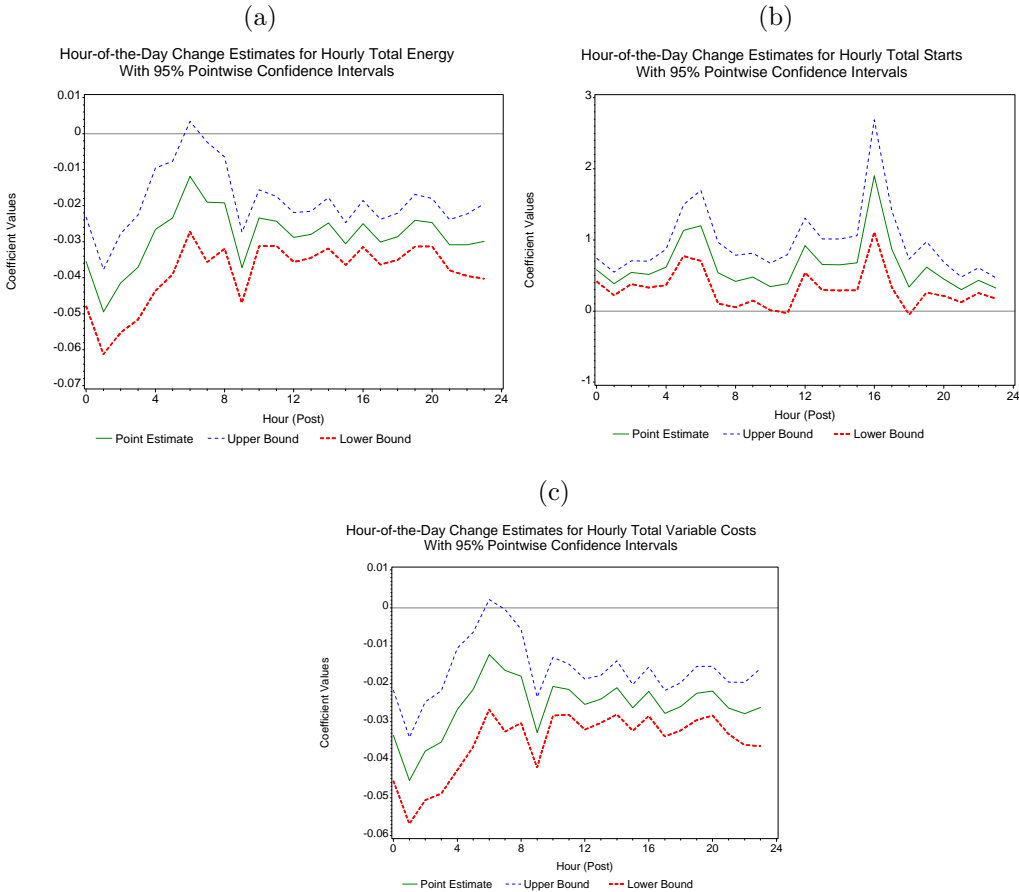 (a)
Hour-of-the-Day Change Estimates for Hourly Total Energy
With 95% Pointwise Confidence Intervals
Coefficient Values
0.01
0
-0.01
-0.02
-0.03
-0.04
-0.05
-0.06
-0.07
0 4 8 12 16 20 24
Hour (Post)
Point Estimate Upper Bound Lower Bound
(b)
Hour-of-the-Day Change Estimates for Hourly Total Starts
With 95% Pointwise Confidence Intervals
Coefficient Values
3
2
1
0
-1
0 4 8 12 16 20 24
Hour (Post)
Point Estimate Upper Bound Lower Bound
(c)
Hour-of-the-Day Change Estimates for Hourly Total Variable Costs
With 95% Pointwise Confidence Intervals
Coefficient Values
0.01
0
-0.01
-0.02
-0.03
-0.04
-0.05
-0.06
0 4 8 12 16 20 24
Hour (Post)
Point Estimate Upper Bound Lower Bound